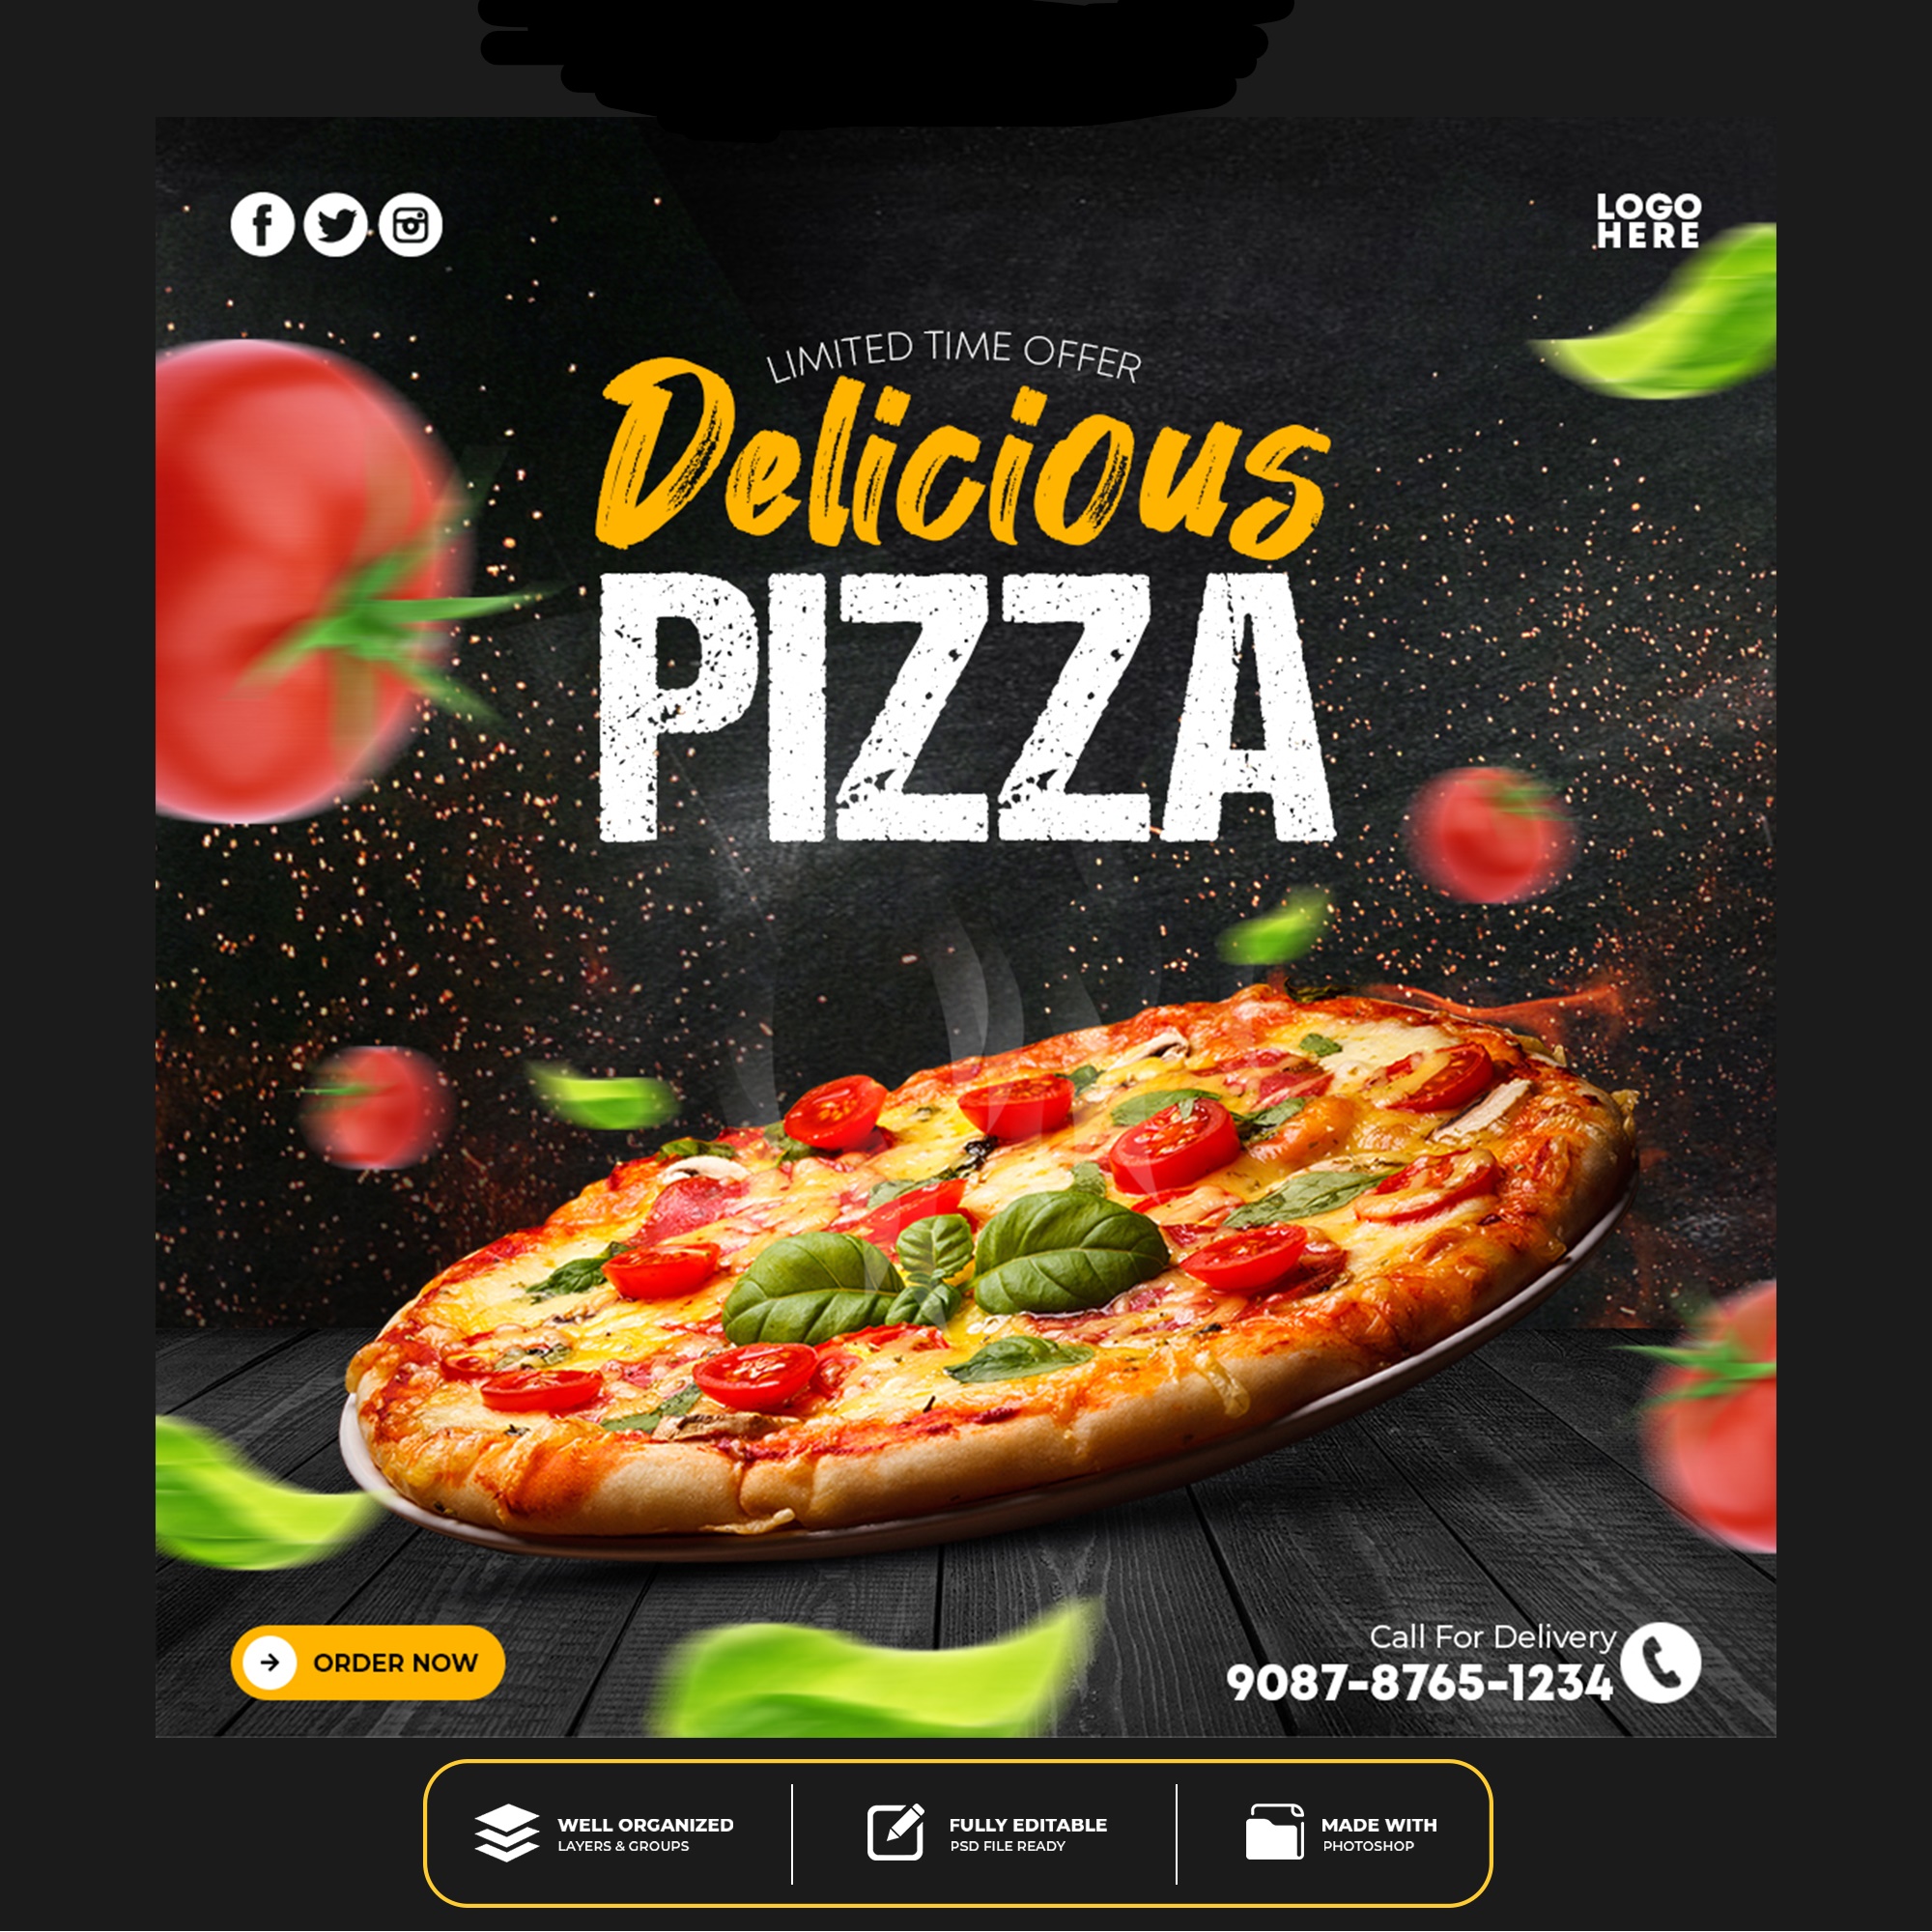 LOGO
HERE
LIMITED TIME OFFER
Delicious
PIZZA
ORDER NOW
Call For Delivery
9087-8765-1234
WELL ORGANIZED
LAYERS & GROUPS
FULLY EDITABLE
PSD FILE READY
MADE WITH
PHOTOSHOP